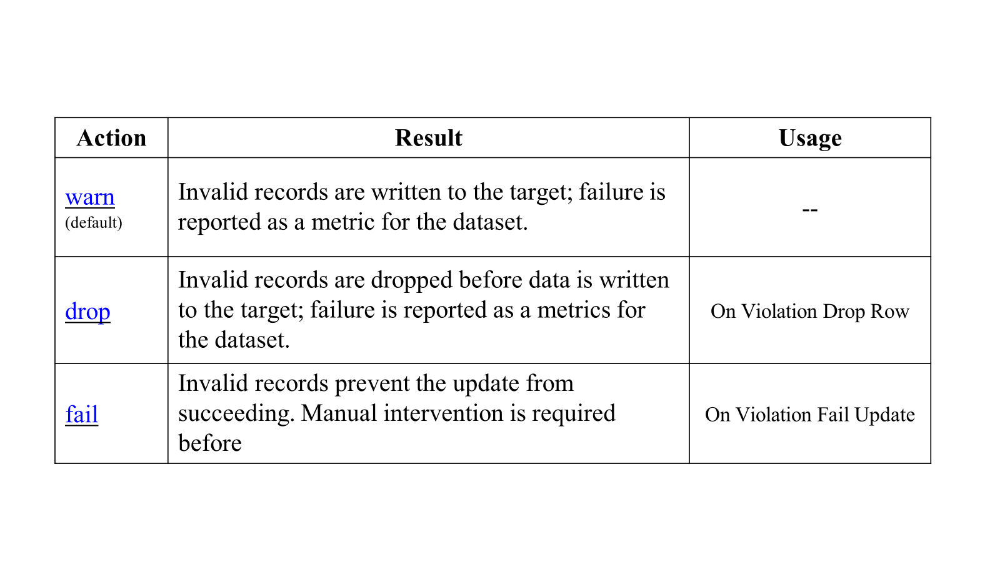 Action
Result
Usage
warn
(default)
Invalid records are written to the target; failure is
reported as a metric for the dataset.
--
drop
Invalid records are dropped before data is written
to the target; failure is reported as a metrics for
the dataset.
On Violation Drop Row
fail
Invalid records prevent the update from
succeeding. Manual intervention is required
before
On Violation Fail Update